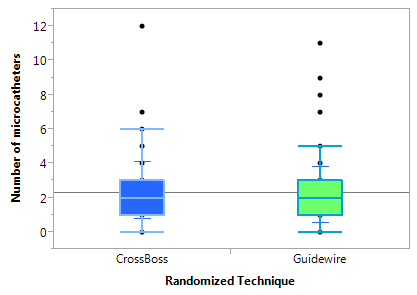 Number of microcatheters
12
10
8
6
4
2
0
CrossBoss Guidewire
Randomized Technique